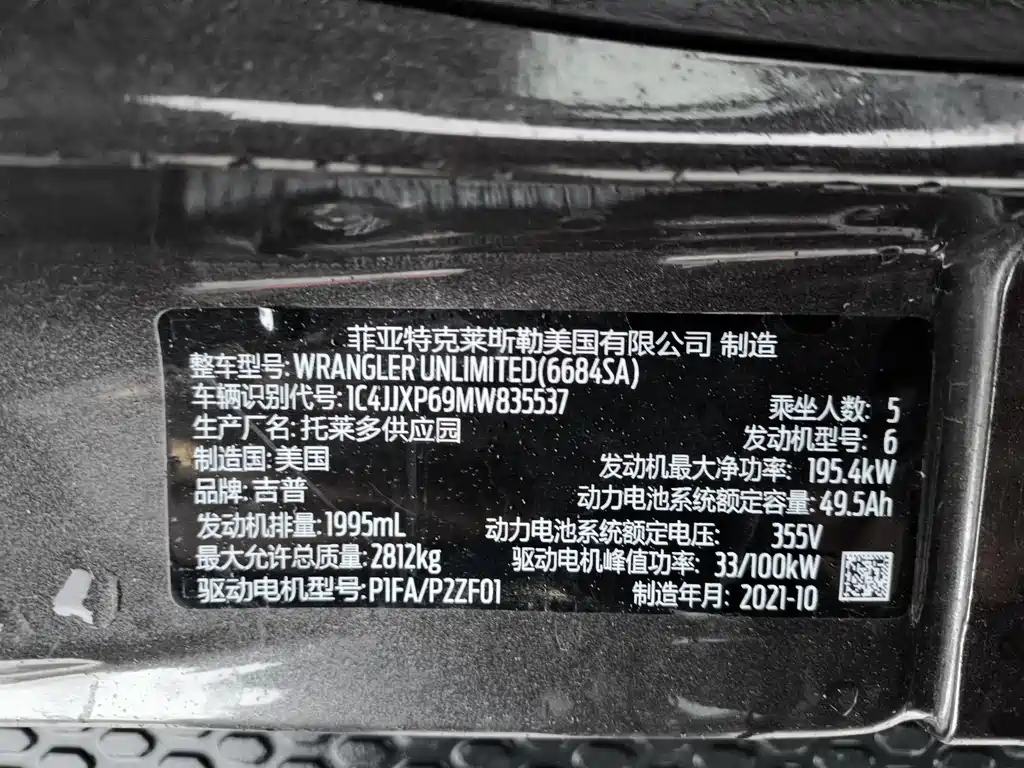 菲亚特克莱斯勒美国有限公司 制造
整车型号: WRANGLER UNLIMITED(6684SA)
车辆识别代号: 1C4JJXP69MW835537
乘坐人数: 5
生产厂名: 托莱多供应园
发动机型号: 6
制造国: 美国
发动机最大净功率: 195.4kW
品牌: 吉普
动力电池系统额定容量: 49.5Ah
发动机排量: 1995mL
动力电池系统额定电压: 355V
最大允许总质量: 2812kg
驱动电机峰值功率: 33/100kW
驱动电机型号: P1FA/P2ZF01
制造年月: 2021-10